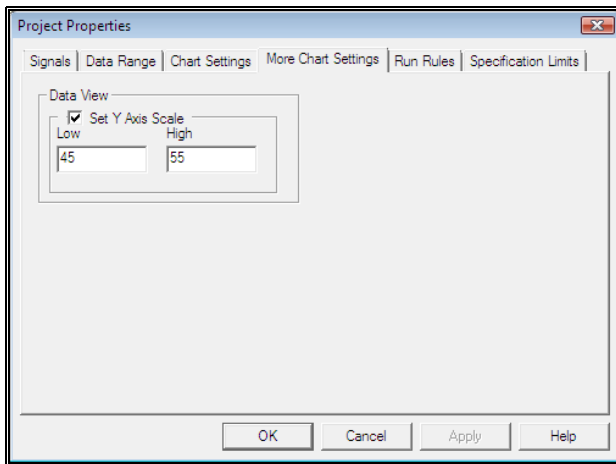 Project Properties
Signals Data Range Chart Settings More Chart Settings Run Rules Specification Limits
Data View
Set Y Axis Scale
Low High
45 55
OK Cancel Apply Help